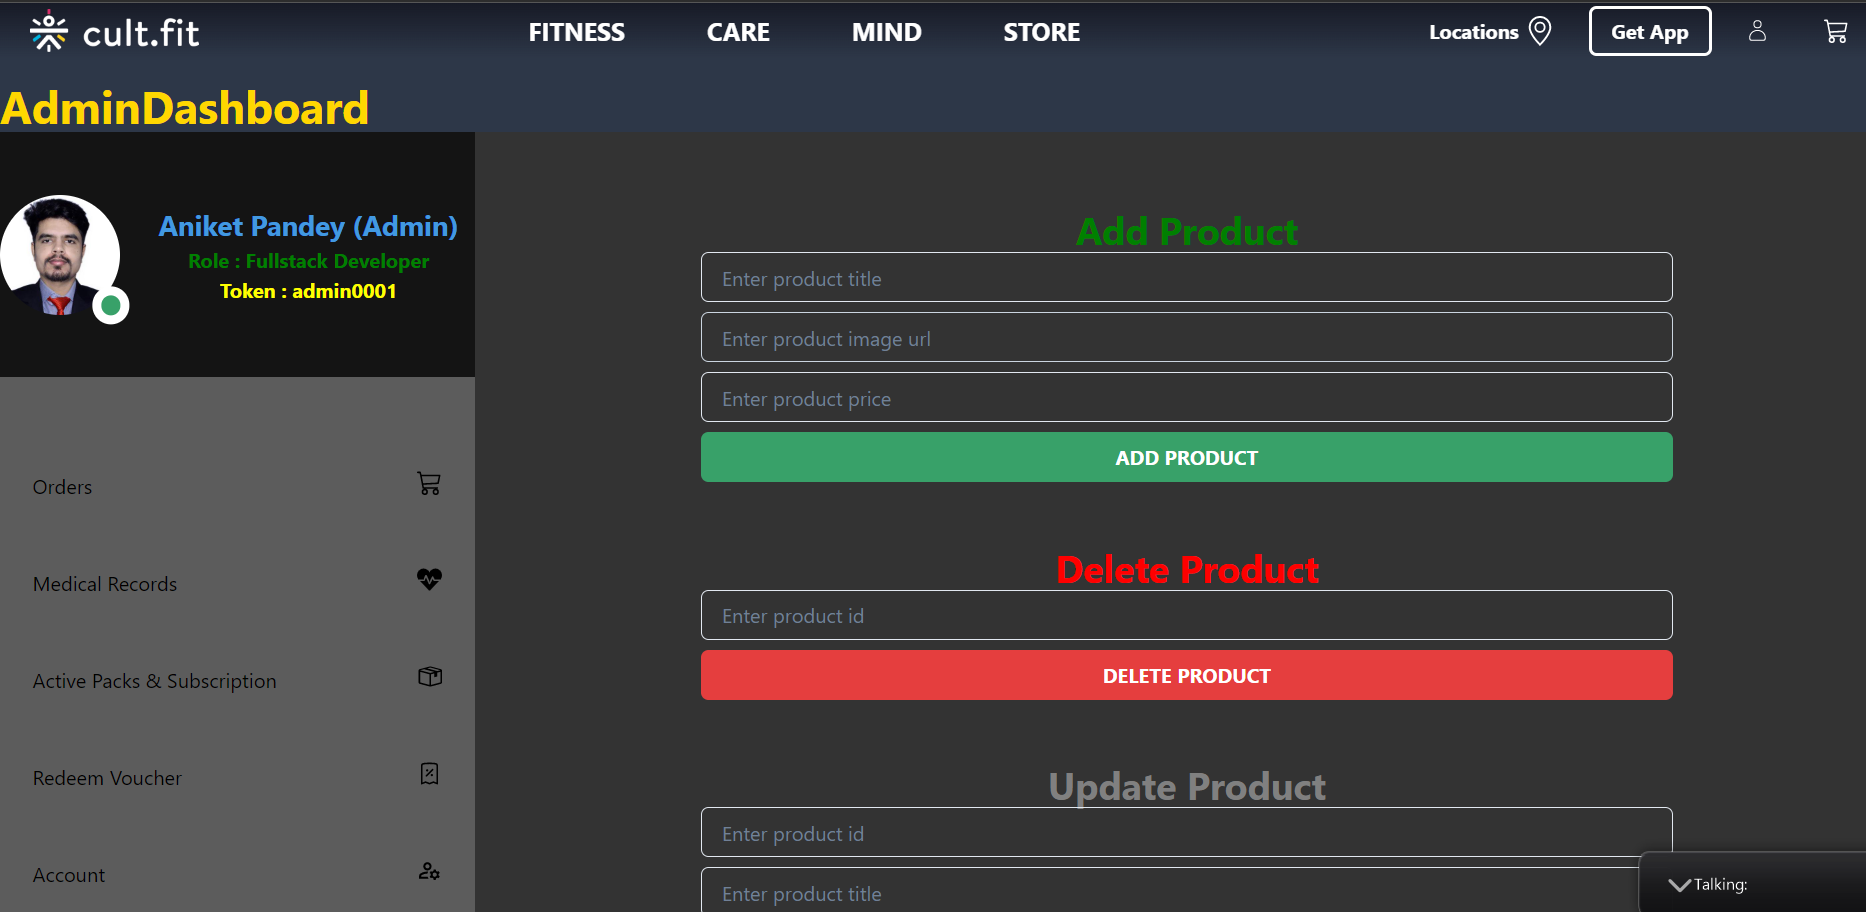 cult.fit
FITNESS CARE MIND STORE
Locations
Get App
AdminDashboard
Aniket Pandey (Admin)
Role : Fullstack Developer
Token : admin0001
Orders
Medical Records
Active Packs & Subscription
Redeem Voucher
Account
Add Product
Enter product title
Enter product image url
Enter product price
ADD PRODUCT
Delete Product
Enter product id
DELETE PRODUCT
Update Product
Enter product id
Enter product title
Talking: